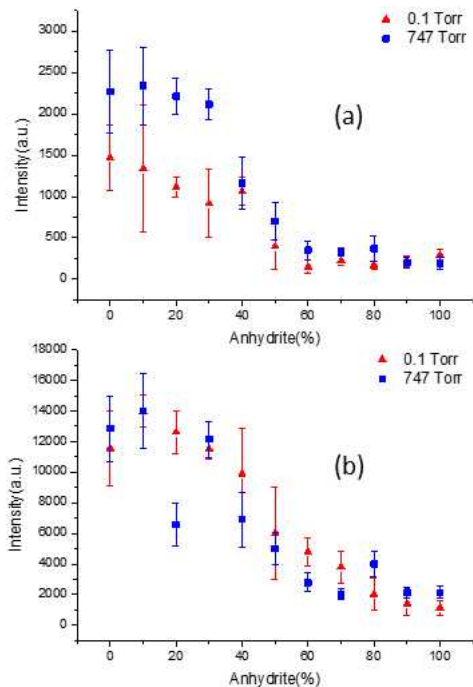 0.1 Torr
747 Torr
(a)
3000
2500
2000
1500
1000
500
0
Intensity(a.u.)
0 20 40 60 80 100
Anhydrite(%)
0.1 Torr
747 Torr
(b)
18000
16000
14000
12000
10000
8000
6000
4000
2000
0
Intensity(a.u.)
0 20 40 60 80 100
Anhydrite(%)